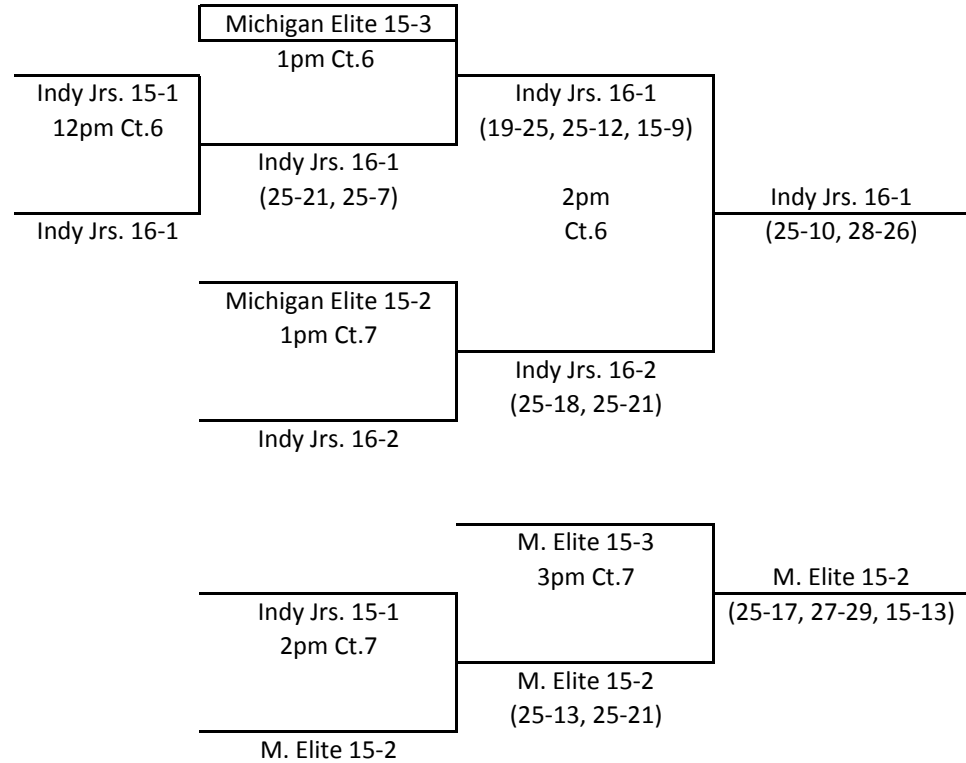 Michigan Elite 15-3
1pm Ct.6
Indy Jrs. 15-1
12pm Ct.6
Indy Jrs. 16-1
(19-25, 25-12, 15-9)
Indy Jrs. 16-1
(25-21, 25-7)
Indy Jrs. 16-1
2pm
Ct.6
Indy Jrs. 16-1
(25-10, 28-26)
Michigan Elite 15-2
1pm Ct.7
Indy Jrs. 16-2
(25-18, 25-21)
Indy Jrs. 16-2
M. Elite 15-3
3pm Ct.7
M. Elite 15-2
(25-17, 27-29, 15-13)
Indy Jrs. 15-1
2pm Ct.7
M. Elite 15-2
(25-13, 25-21)
M. Elite 15-2